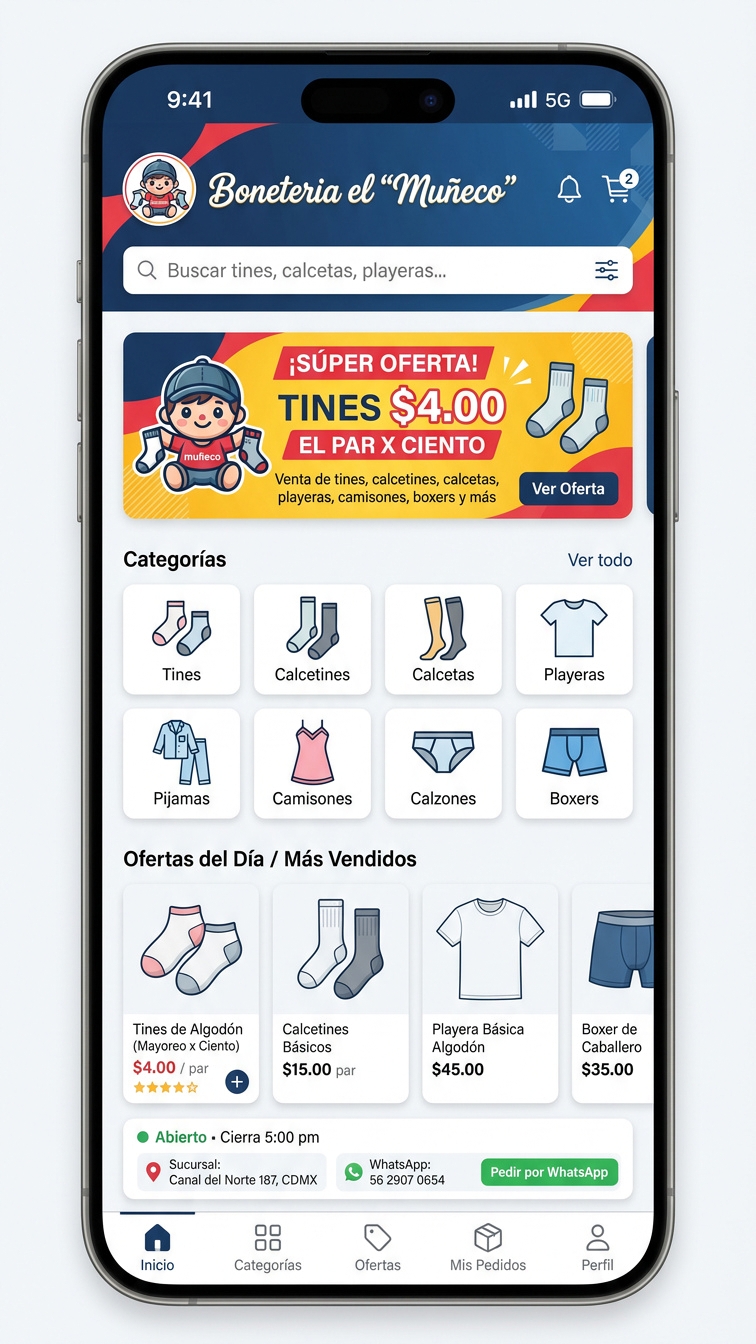 9:41
5G
Boneteria el “Muñeco”
2
Buscar tines, calcetas, playeras...
¡SÚPER OFERTA!
TINES $4.00
EL PAR X CIENTO
muñeco
Venta de tines, calcetines, calcetas,
playeras, camisones, boxers y más
Ver Oferta
Categorías
Ver todo
Tines
Calcetines
Calcetas
Playeras
Pijamas
Camisones
Calzones
Boxers
Ofertas del Día / Más Vendidos
Tines de Algodón
(Mayoreo x Ciento)
$4.00 / par
Calcetines
Básicos
$15.00 par
Playera Básica
Algodón
$45.00
Boxer de
Caballero
$35.00
Abierto • Cierra 5:00 pm
Sucursal:
Canal del Norte 187, CDMX
WhatsApp:
56 2907 0654
Pedir por WhatsApp
Inicio
Categorías
Ofertas
Mis Pedidos
Perfil